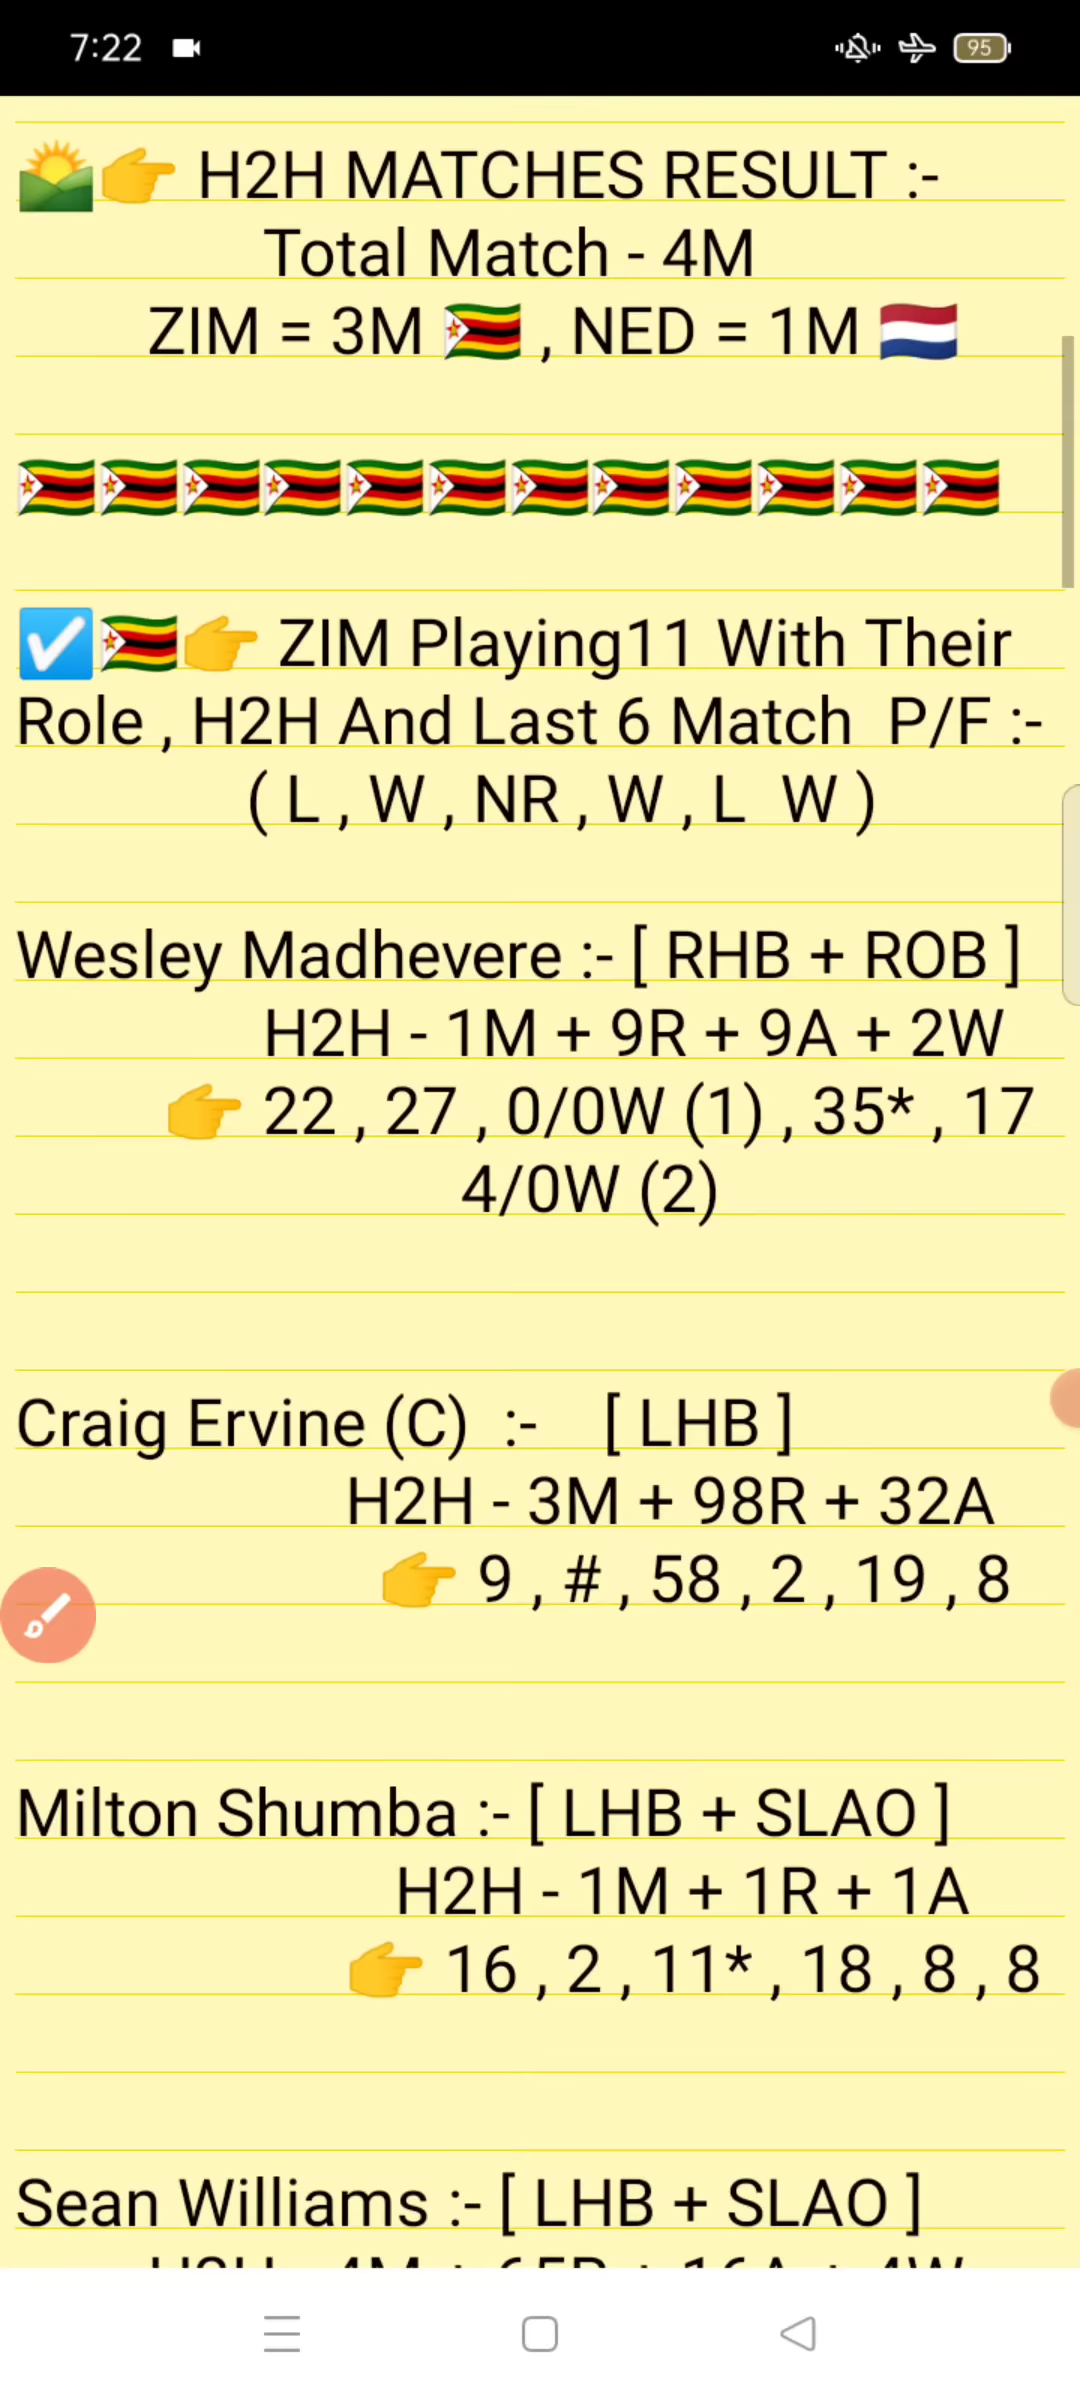 7:22
95
H2H MATCHES RESULT :-
Total Match - 4M
ZIM = 3M 🇿🇼 , NED = 1M 🇳🇱
🇿🇼🇿🇼🇿🇼🇿🇼🇿🇼🇿🇼🇿🇼🇿🇼🇿🇼🇿🇼🇿🇼🇿🇼
☑️🇿🇼👉 ZIM Playing11 With Their
Role , H2H And Last 6 Match P/F :-
( L , W , NR , W , L W )
Wesley Madhevere :- [ RHB + ROB ]
H2H - 1M + 9R + 9A + 2W
👉 22 , 27 , 0/0W (1) , 35* , 17
4/0W (2)
Craig Ervine (C) :- [ LHB ]
H2H - 3M + 98R + 32A
👉 9 , # , 58 , 2 , 19 , 8
Milton Shumba :- [ LHB + SLAO ]
H2H - 1M + 1R + 1A
👉 16 , 2 , 11* , 18 , 8 , 8
Sean Williams :- [ LHB + SLAO ]